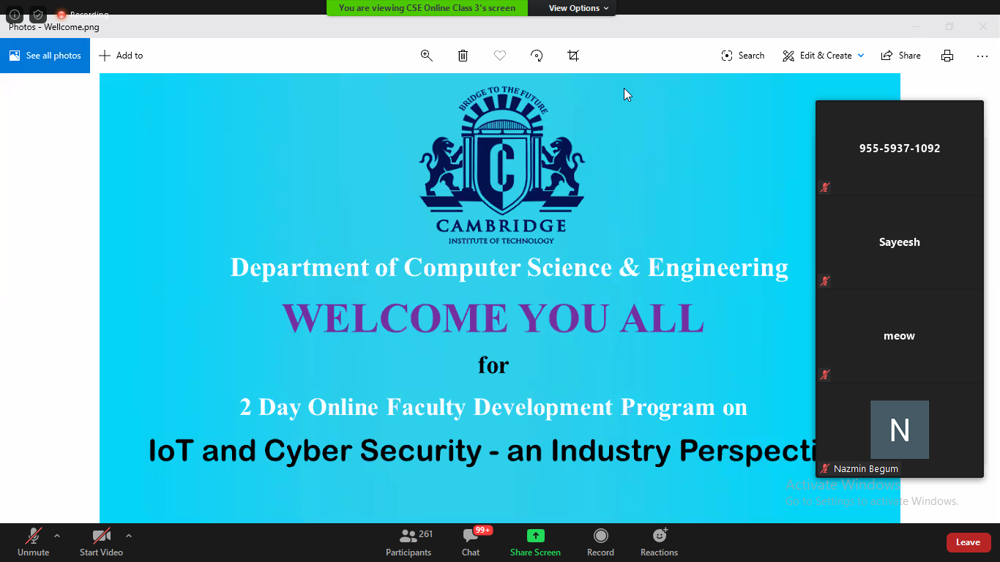 You are viewing CSE Online Class 3's screen
View Options
Recording
Photos - Wellcome.png
See all photos
Add to
Search
Edit & Create
Share
BRIDGE TO THE FUTURE
C
CAMBRIDGE
INSTITUTE OF TECHNOLOGY
Department of Computer Science & Engineering
WELCOME YOU ALL
for
2 Day Online Faculty Development Program on
IoT and Cyber Security - an Industry Perspecti
955-5937-1092
Sayeesh
meow
N
Nazmin Begum
Activate Windows
Go to Settings to activate Windows.
Unmute
Start Video
261
Participants
99+
Chat
Share Screen
Record
Reactions
Leave